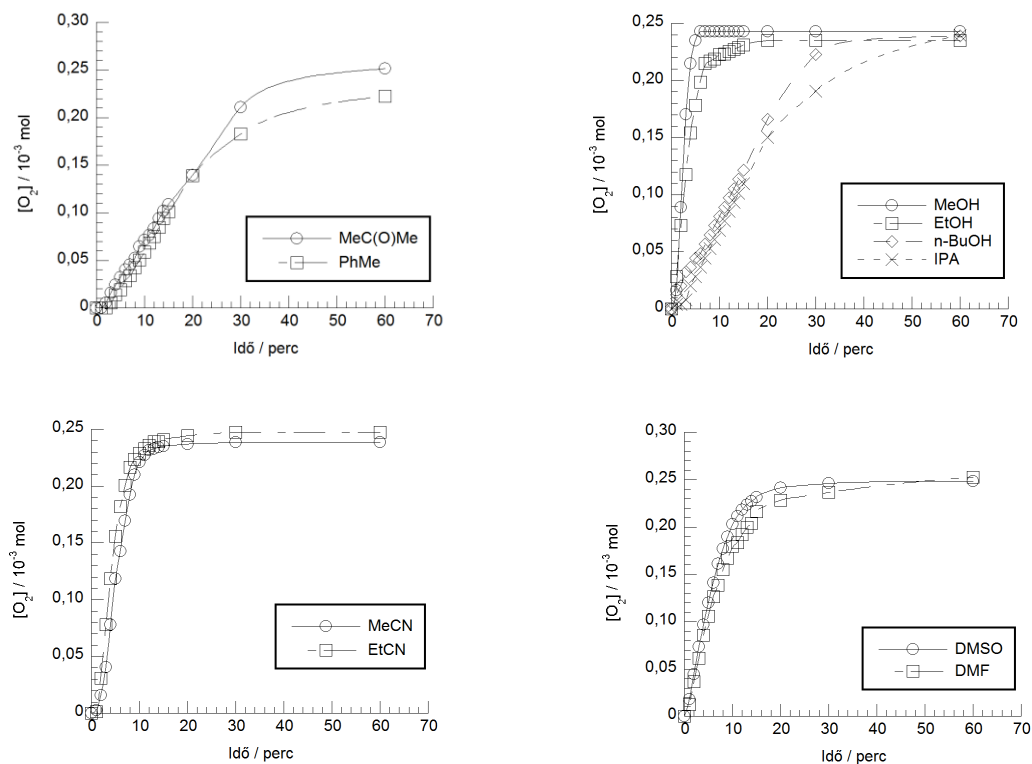 0,30
0,25
0,20
0,15
0,10
0,05
0
[O2] / 10-3 mol
MeC(O)Me
PhMe
0 10 20 30 40 50 60 70
Idő / perc
0,25
0,20
0,15
0,10
0,05
0
[O2] / 10-3 mol
MeOH
EtOH
n-BuOH
IPA
0 10 20 30 40 50 60 70
Idő / perc
0,25
0,20
0,15
0,10
0,05
0
[O2] / 10-3 mol
MeCN
EtCN
0 10 20 30 40 50 60 70
Idő / perc
0,30
0,25
0,20
0,15
0,10
0,05
0
[O2] / 10-3 mol
DMSO
DMF
0 10 20 30 40 50 60 70
Idő / perc